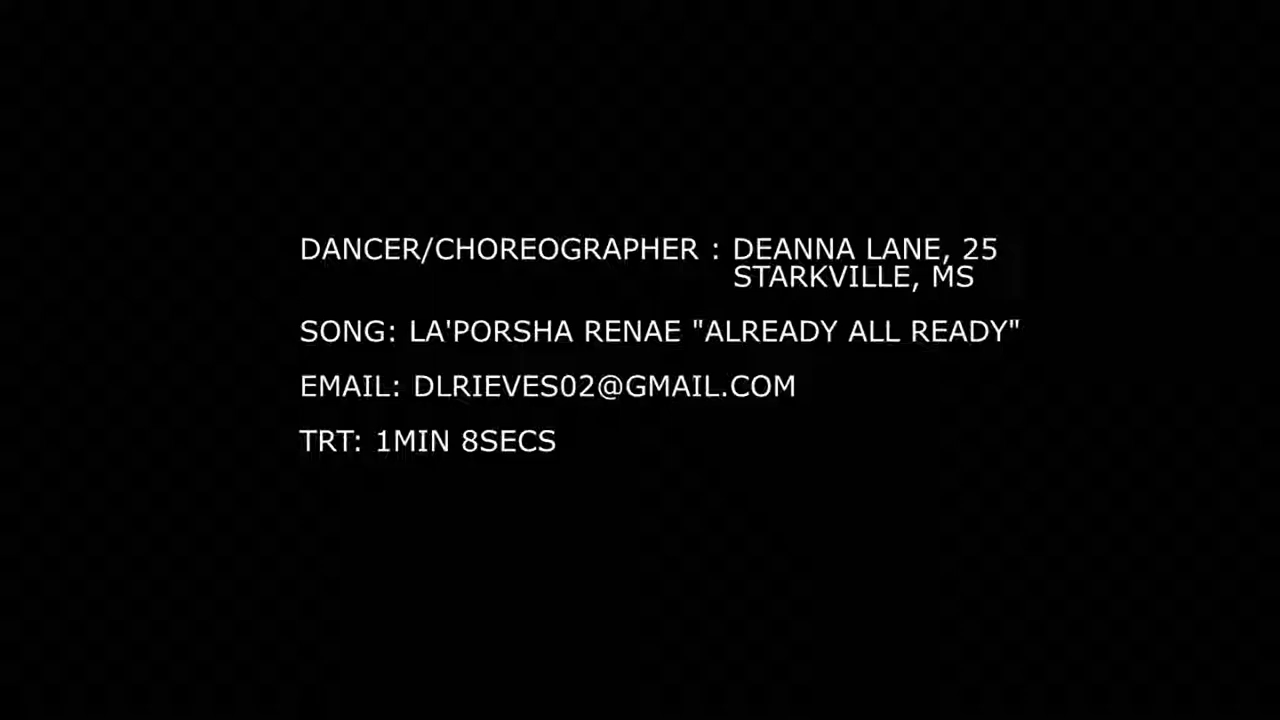 DANCER/CHOREOGRAPHER : DEANNA LANE, 25
STARKVILLE, MS
SONG: LA'PORSHA RENAE "ALREADY ALL READY"
EMAIL: DLRIEVES02@GMAIL.COM
TRT: 1MIN 8SECS